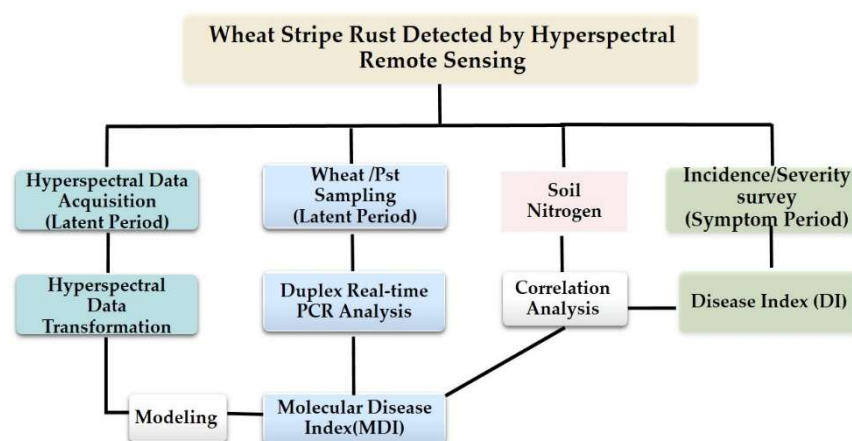 Wheat Stripe Rust Detected by Hyperspectral
Remote Sensing
Hyperspectral Data
Acquisition
(Latent Period)
Wheat /Pst
Sampling
(Latent Period)
Soil
Nitrogen
Incidence/Severity
survey
(Symptom Period)
Hyperspectral
Data
Transformation
Duplex Real-time
PCR Analysis
Correlation
Analysis
Disease Index (DI)
Modeling
Molecular Disease
Index(MDI)